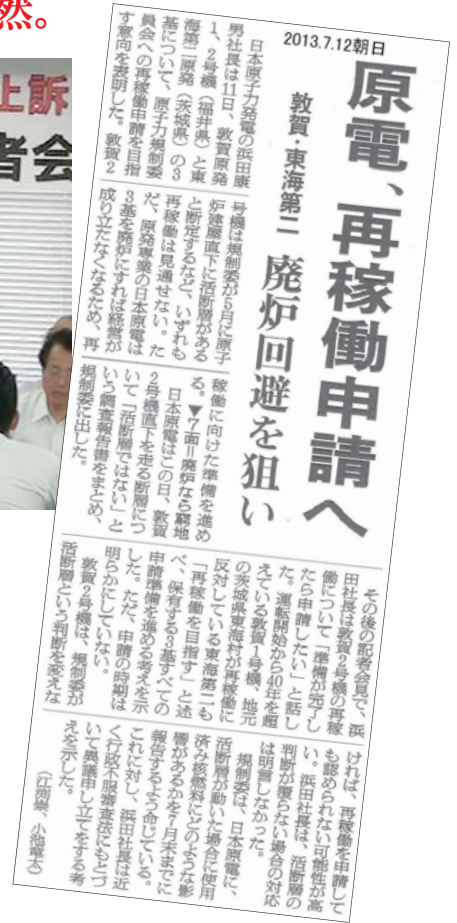 然。
上訴
者会
2013.7.12朝日
原電、再稼働申請へ
敦賀・東海第二 廃炉回避を狙い
日本原子力発電の浜田康
男社長は11日、敦賀原発
1、2号機(福井県)と東
海第二原発(茨城県)の3
基について、原子力規制委
員会への再稼働申請を目指
す意向を表明した。敦賀2
号機は規制委が5月に原子
炉建屋直下に活断層がある
と断定するなど、いずれも
再稼働は見通せない。た
だ、原発専業の日本原電は
3基を廃炉にすれば経営が
成り立たなくなるため、再
稼働に向けた準備を進め
る。▼7面=廃炉なら窮地
日本原電はこの日、敦賀
2号機直下を走る断層につ
いて「活断層ではない」と
いう調査報告書をまとめ、
規制委に出した。
その後の記者会見で、浜
田社長は敦賀2号機の再稼
働について「準備が完了し
たら申請したい」と話し
た。運転開始から40年を超
えている敦賀1号機、地元
の茨城県東海村が再稼働に
反対している東海第二も
「再稼働を目指す」と述
べ、保有する3基すべての
申請準備を進める考えを示
した。ただ、申請の時期は
明らかにしていない。
敦賀2号機は、規制委が
活断層という判断を変えな
ければ、再稼働を申請して
も認められない可能性が高
い。浜田社長は、活断層の
判断が覆らない場合の対応
は明言しなかった。
規制委は、日本原電に、
活断層が動いた場合に使用
済み核燃料にどのような影
響があるかを7月末までに
報告するよう命じている。
これに対し、浜田社長は近
く行政不服審査法にもとづ
いて異議申し立てをする考
えを示した。
(江渕崇、小池竜太)